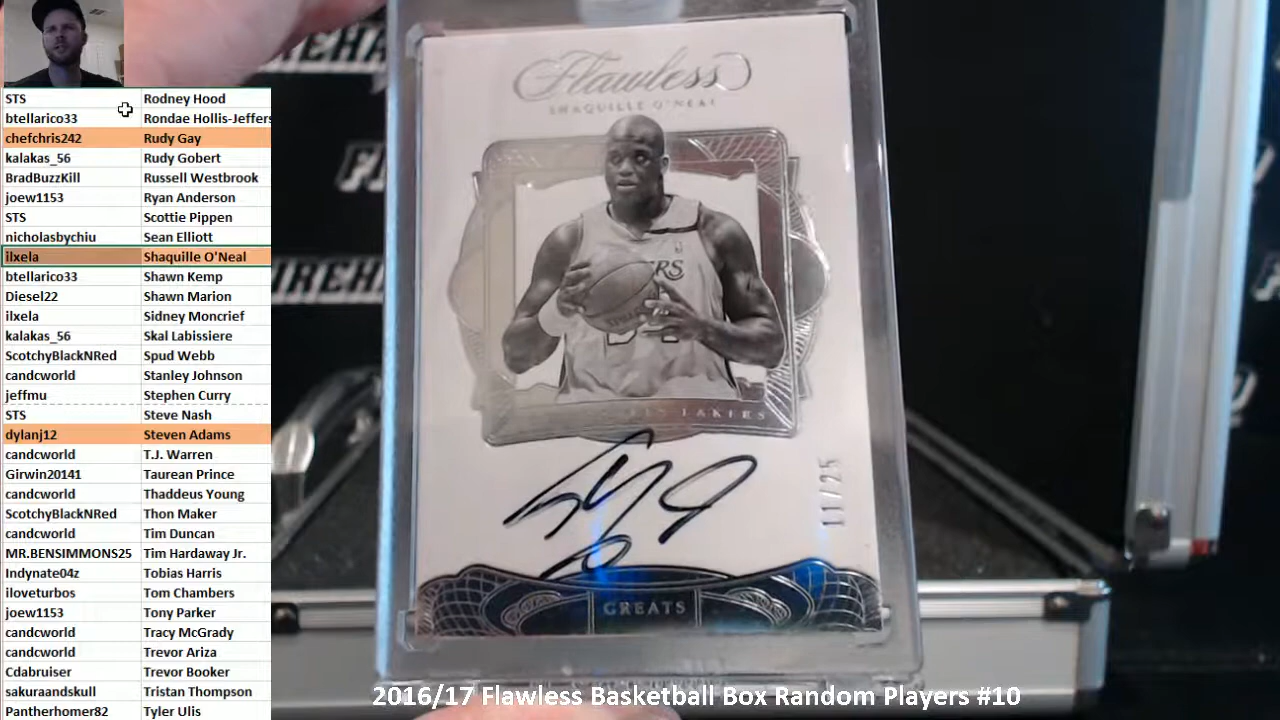 STS Rodney Hood
btellarico33 Rondae Hollis-Jeffers
chefchris242 Rudy Gay
kalakas_56 Rudy Gobert
BradBuzzKill Russell Westbrook
joew1153 Ryan Anderson
STS Scottie Pippen
nicholasbychiu Sean Elliott
ilxela Shaquille O'Neal
btellarico33 Shawn Kemp
Diesel22 Shawn Marion
ilxela Sidney Moncrief
kalakas_56 Skal Labissiere
ScotchyBlackNRed Spud Webb
candcworld Stanley Johnson
jeffmu Stephen Curry
STS Steve Nash
dylanj12 Steven Adams
candcworld T.J. Warren
Girwin20141 Taurean Prince
candcworld Thaddeus Young
ScotchyBlackNRed Thon Maker
candcworld Tim Duncan
MR.BENSIMMONS25 Tim Hardaway Jr.
Indynate04z Tobias Harris
iloveturbos Tom Chambers
joew1153 Tony Parker
candcworld Tracy McGrady
candcworld Trevor Ariza
Cdabruiser Trevor Booker
sakuraandskull Tristan Thompson
Pantherhomer82 Tyler Ulis
Flawless
SHAQUILLE O'NEAL
LAKERS
11/25
GREATS
2016/17 Flawless Basketball Box Random Players #10